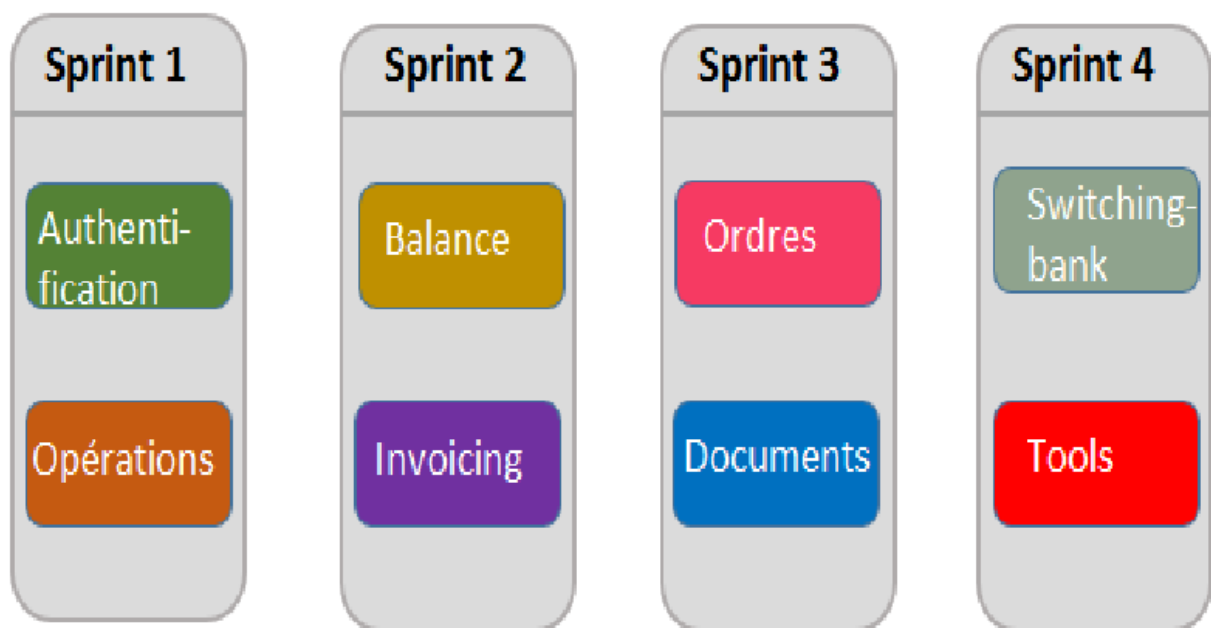 Sprint 1
Authenti-
fication
Opérations
Sprint 2
Balance
Invoicing
Sprint 3
Ordres
Documents
Sprint 4
Switching-
bank
Tools